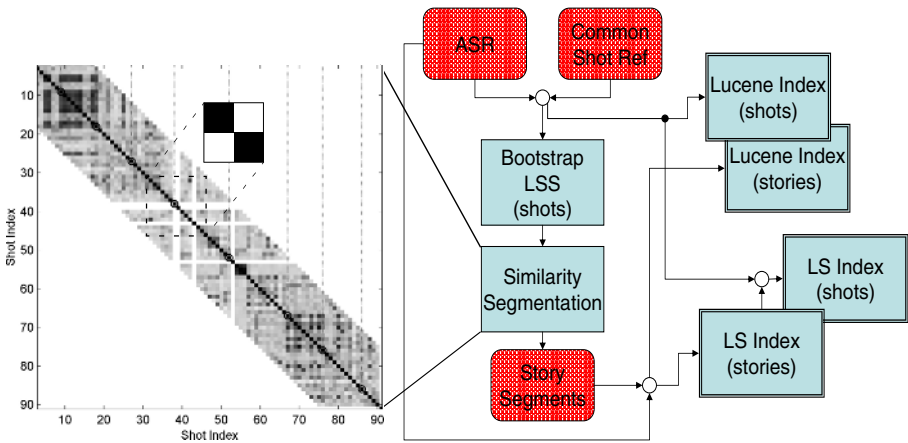 ASR
Common
Shot Ref
Lucene Index
(shots)
Lucene Index
(stories)
Bootstrap
LSS
(shots)
Similarity
Segmentation
LS Index
(shots)
LS Index
(stories)
Story
Segments
Shot Index
10
20
30
40
50
60
70
80
90
10 20 30 40 50 60 70 80 90
Shot Index